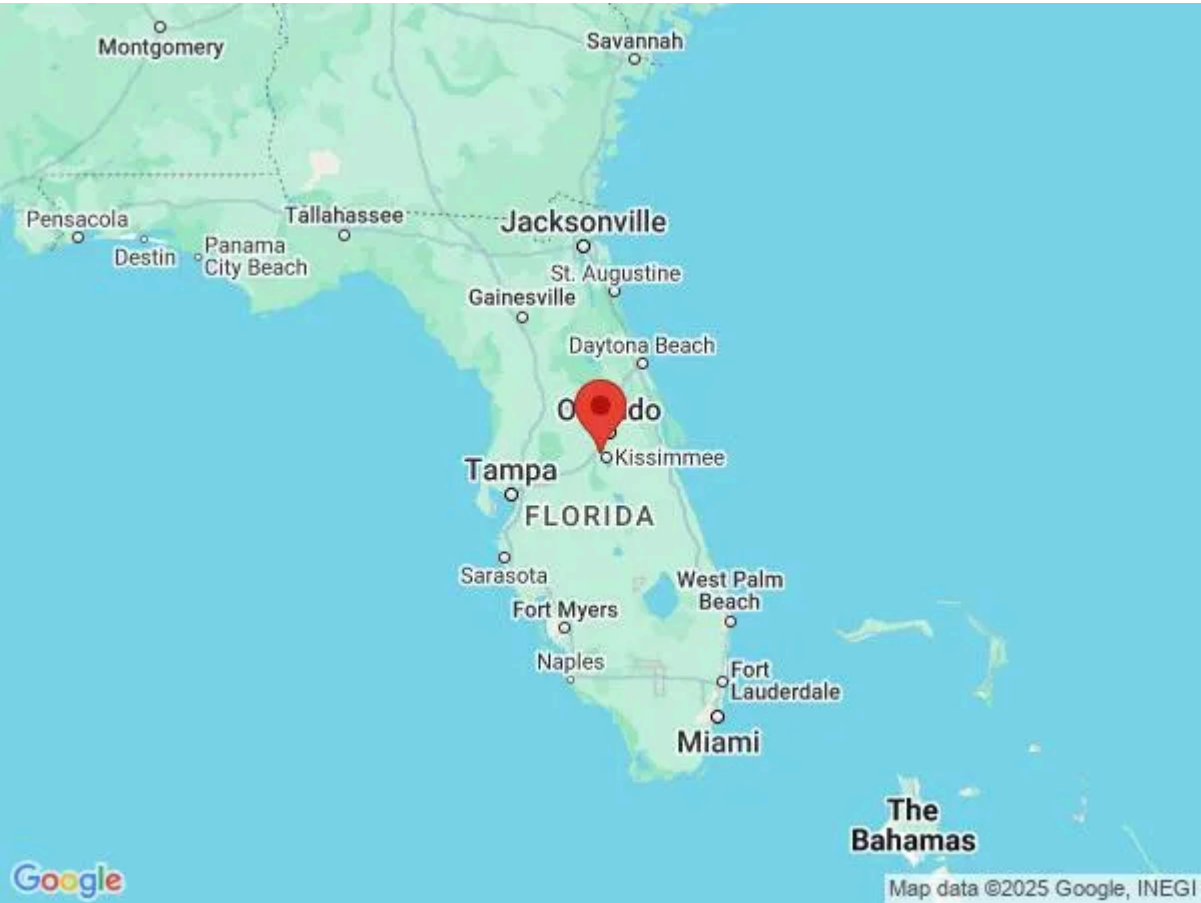 Montgomery
Savannah
Pensacola
Tallahassee
Jacksonville
Destin
Panama
City Beach
St. Augustine
Gainesville
Daytona Beach
Kissimmee
Tampa
FLORIDA
Sarasota
West Palm
Beach
Fort Myers
Naples
Fort
Lauderdale
Miami
The
Bahamas
Google
Map data ©2025 Google, INEGI